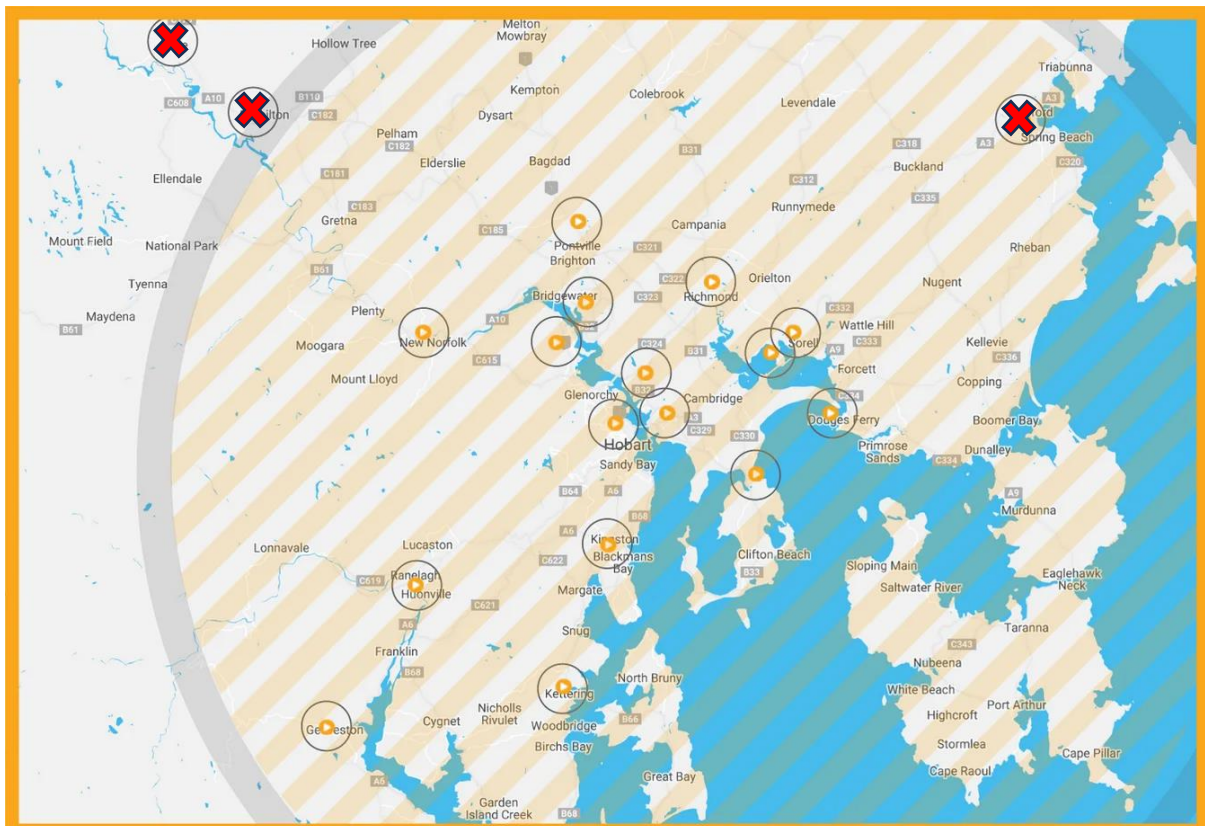 Melton
Mowbray
Hollow Tree
Triabunna
Kempton
Colebrook
Levendale
C608
A10
B110
C182
A3
Dysart
Spring Beach
Pelham
C182
Elderslie
Bagdad
B31
C318
A3
Buckland
C320
Ellendale
C181
C312
C335
Gretna
C183
Runnymede
Mount Field
National Park
C185
Campania
Pontville
Brighton
C321
Rheban
Tyenna
B61
C322
Orielton
Nugent
Bridgewater
C323
Richmond
Maydena
B61
Plenty
A10
C332
Wattle Hill
New Norfolk
C324
Sorell
C333
Kellevie
Moogara
C615
B31
A9
C336
Mount Lloyd
Forcett
Copping
Glenorchy
B32
Cambridge
C334
A3
Dodges Ferry
Boomer Bay
C329
C330
Hobart
Primrose
Sands
Dunalley
Sandy Bay
C334
B64
A6
A9
Murdunna
B68
A6
Kingston
Lonnavale
Lucaston
C622
Blackmans
Bay
Clifton Beach
Sloping Main
B33
Eaglehawk
Neck
C619
Ranelagh
Huonville
Margate
Saltwater River
C621
A6
Snug
Taranna
C343
Franklin
B68
Nubeena
North Bruny
Kettering
White Beach
Port Arthur
Nicholls
Rivulet
Highcroft
Cygnet
Woodbridge
B66
Birchs Bay
Stormlea
Cape Pillar
Great Bay
Cape Raoul
A6
Garden
Island Creek
B68